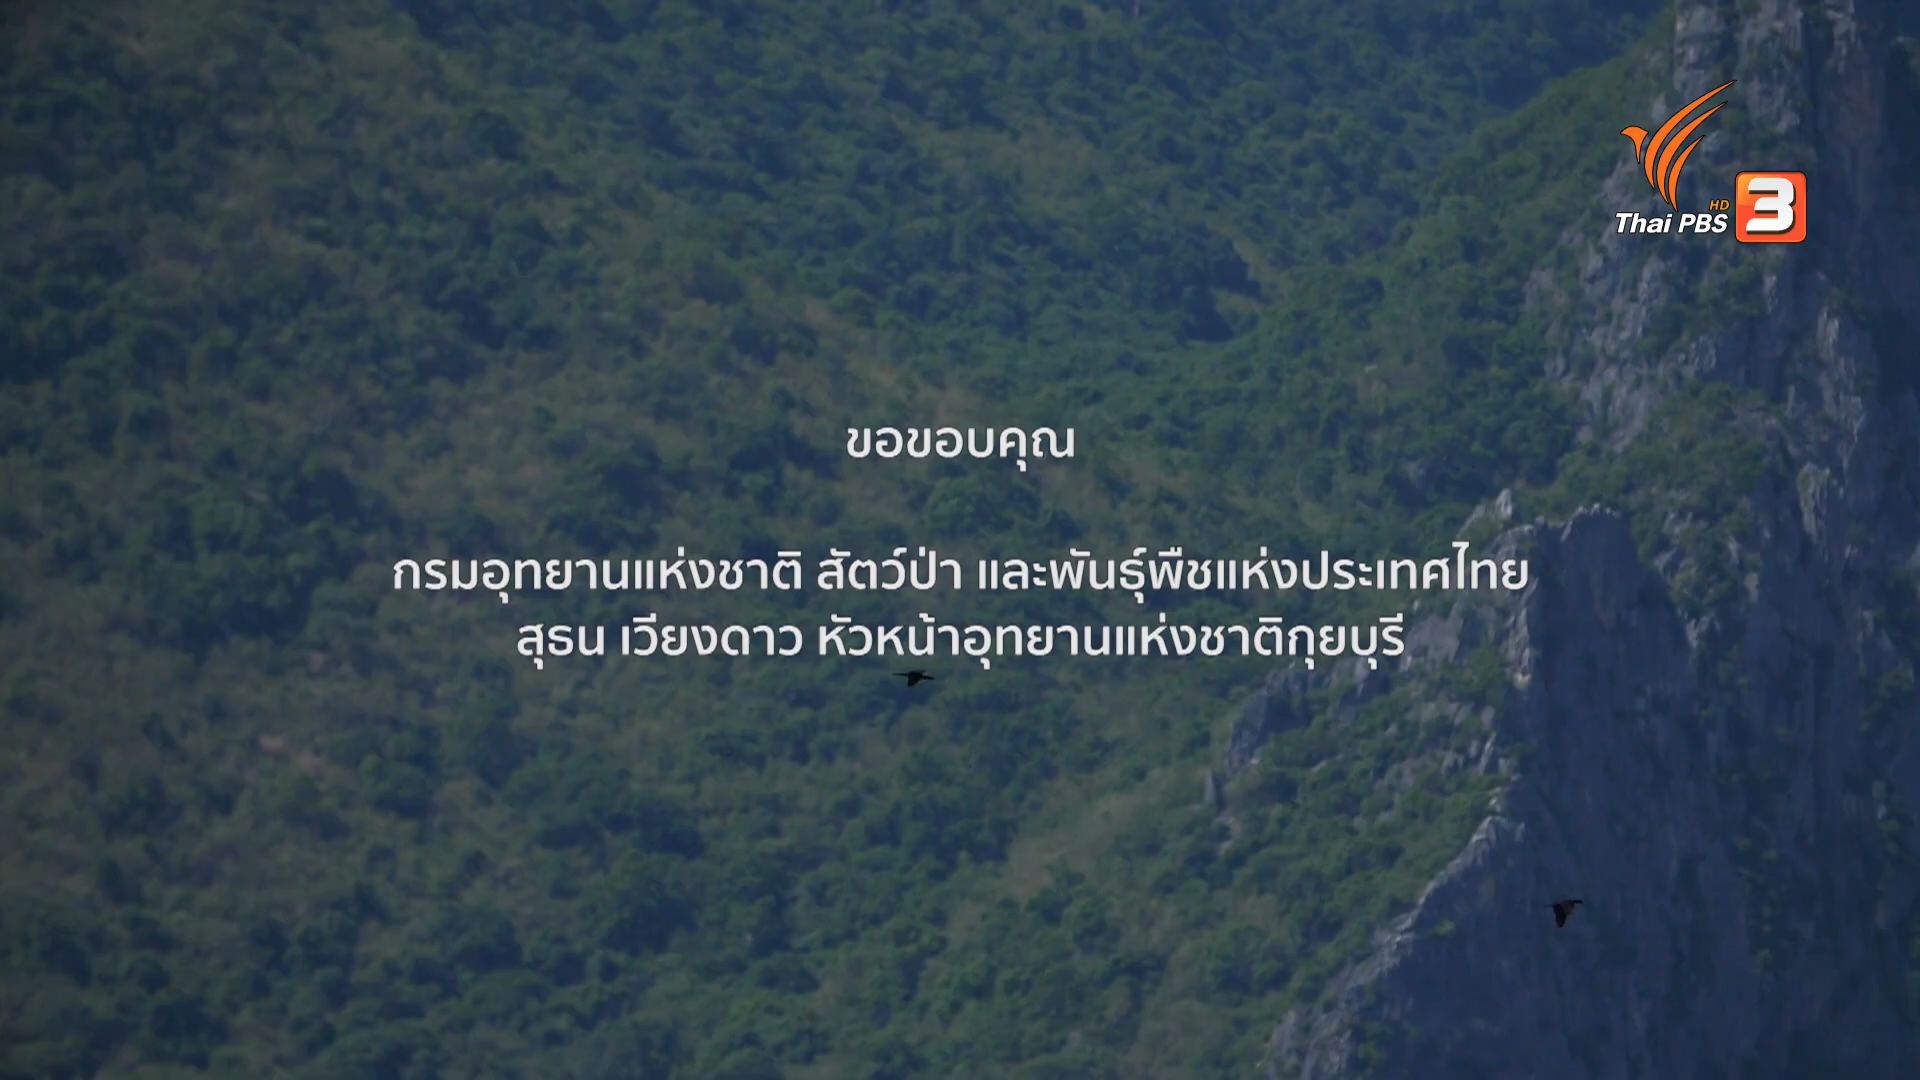 HD
Thai PBS 3
ขอขอบคุณ
กรมอุทยานแห่งชาติ สัตว์ป่า และพันธุ์พืชแห่งประเทศไทย
สุธน เวียงดาว หัวหน้าอุทยานแห่งชาติกุยบุรี